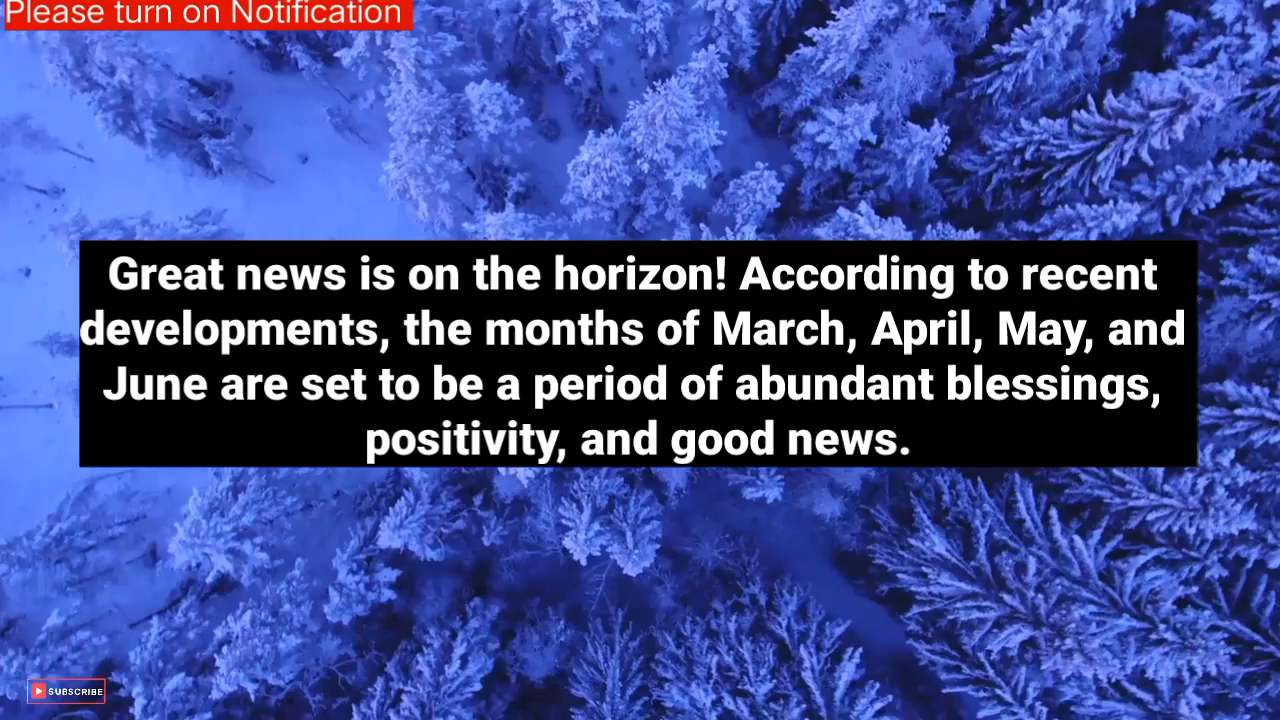 Please turn on Notification
Great news is on the horizon! According to recent
developments, the months of March, April, May, and
June are set to be a period of abundant blessings,
positivity, and good news.
SUBSCRIBE